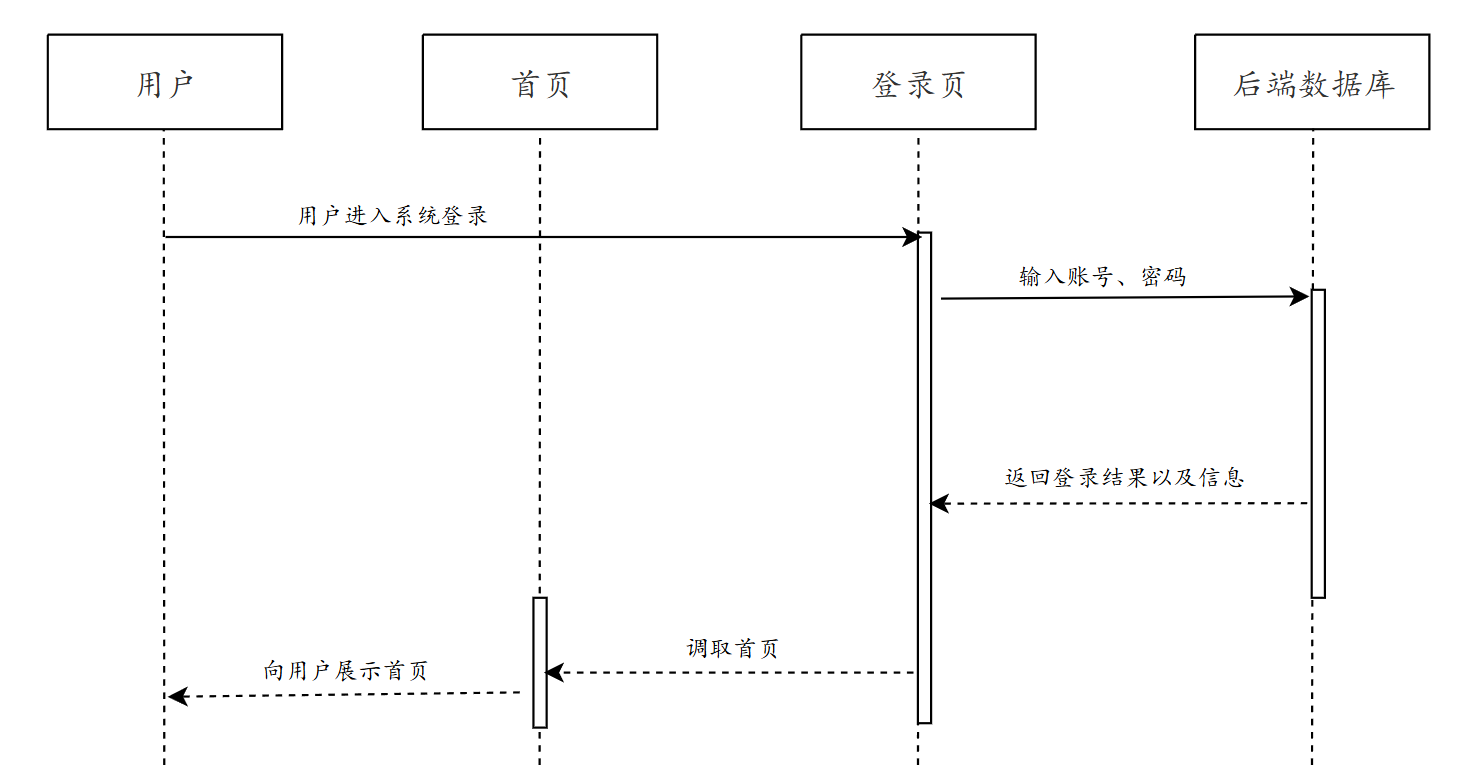 用户
首页
登录页
后端数据库
用户进入系统登录
输入账号、密码
返回登录结果以及信息
调取首页
向用户展示首页